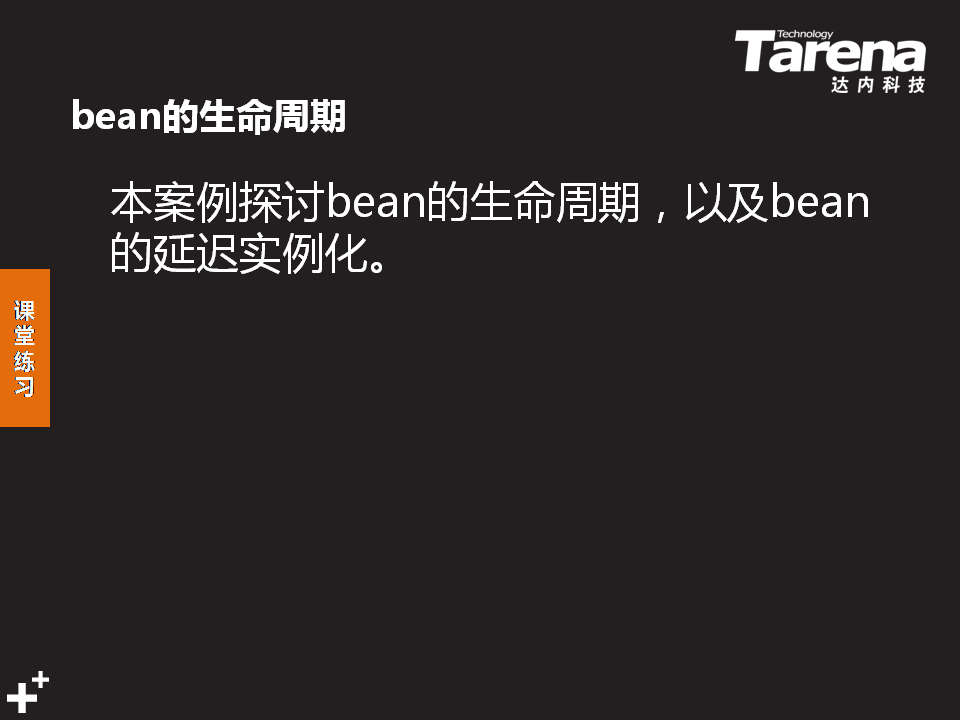 Technology
Tarena
达内科技
bean的生命周期
本案例探讨bean的生命周期，以及bean
的延迟实例化。
课
堂
练
习